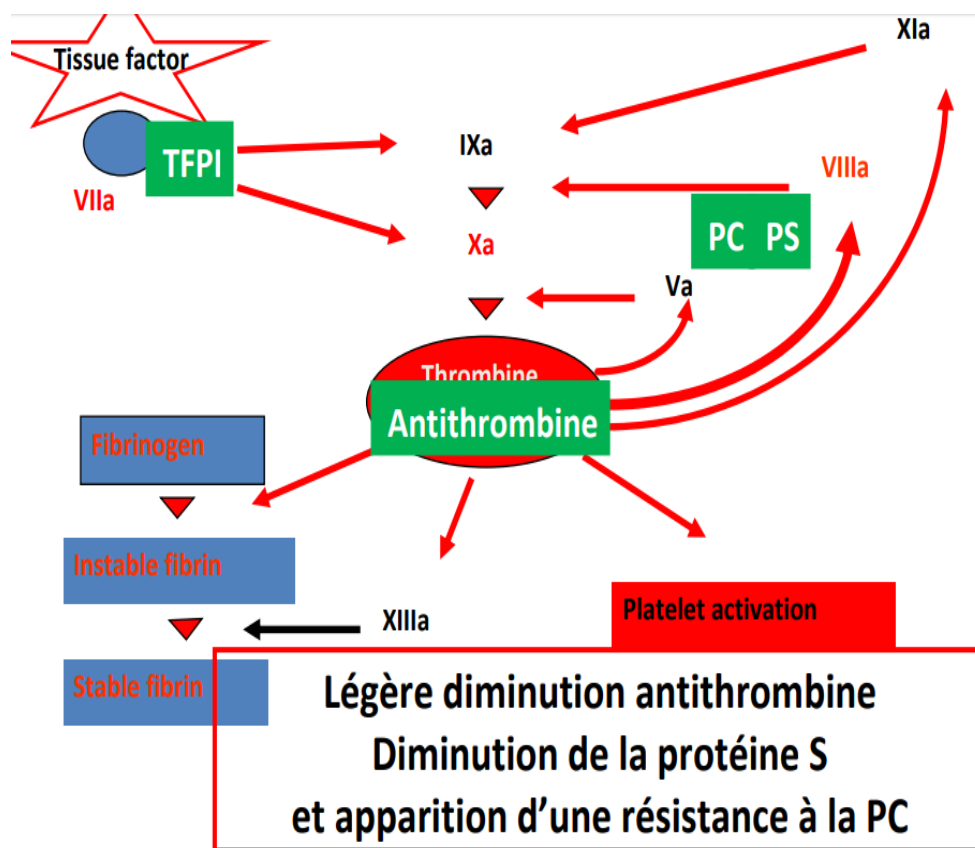 Tissue factor
XIa
TFPI
IXa
VIIIa
VIIa
PC PS
Xa
Va
Thrombine
Antithrombine
Fibrinogen
Instable fibrin
XIIIa
Platelet activation
Stable fibrin
Légère diminution antithrombine
Diminution de la protéine S
et apparition d’une résistance à la PC